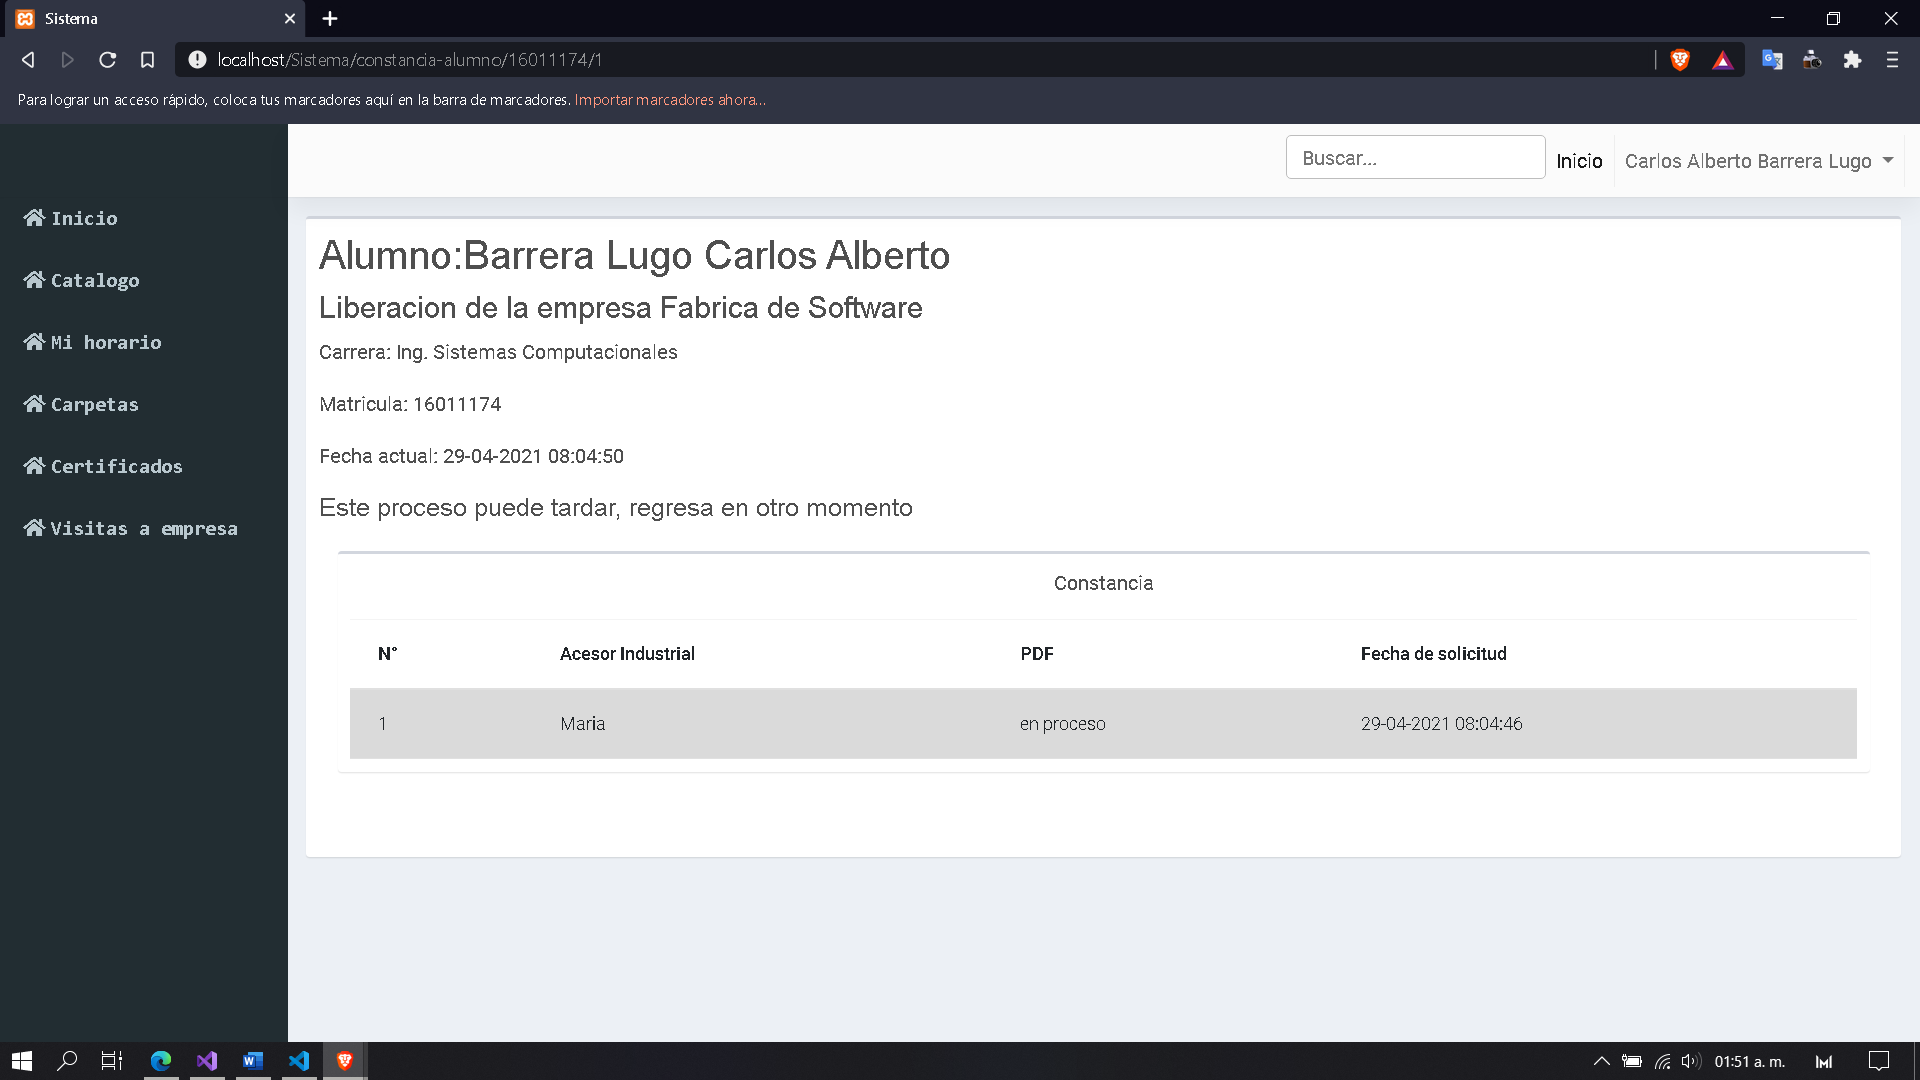 Sistema
localhost/Sistema/constancia-alumno/16011174/1
Para lograr un acceso rápido, coloca tus marcadores aquí en la barra de marcadores. Importar marcadores ahora...
Buscar...
Inicio
Carlos Alberto Barrera Lugo
Inicio
Catalogo
Mi horario
Carpetas
Certificados
Visitas a empresa
Alumno:Barrera Lugo Carlos Alberto
Liberacion de la empresa Fabrica de Software
Carrera: Ing. Sistemas Computacionales
Matricula: 16011174
Fecha actual: 29-04-2021 08:04:50
Este proceso puede tardar, regresa en otro momento
Constancia
N° Acesor Industrial PDF Fecha de solicitud
1 Maria en proceso 29-04-2021 08:04:46
01:51 a. m.